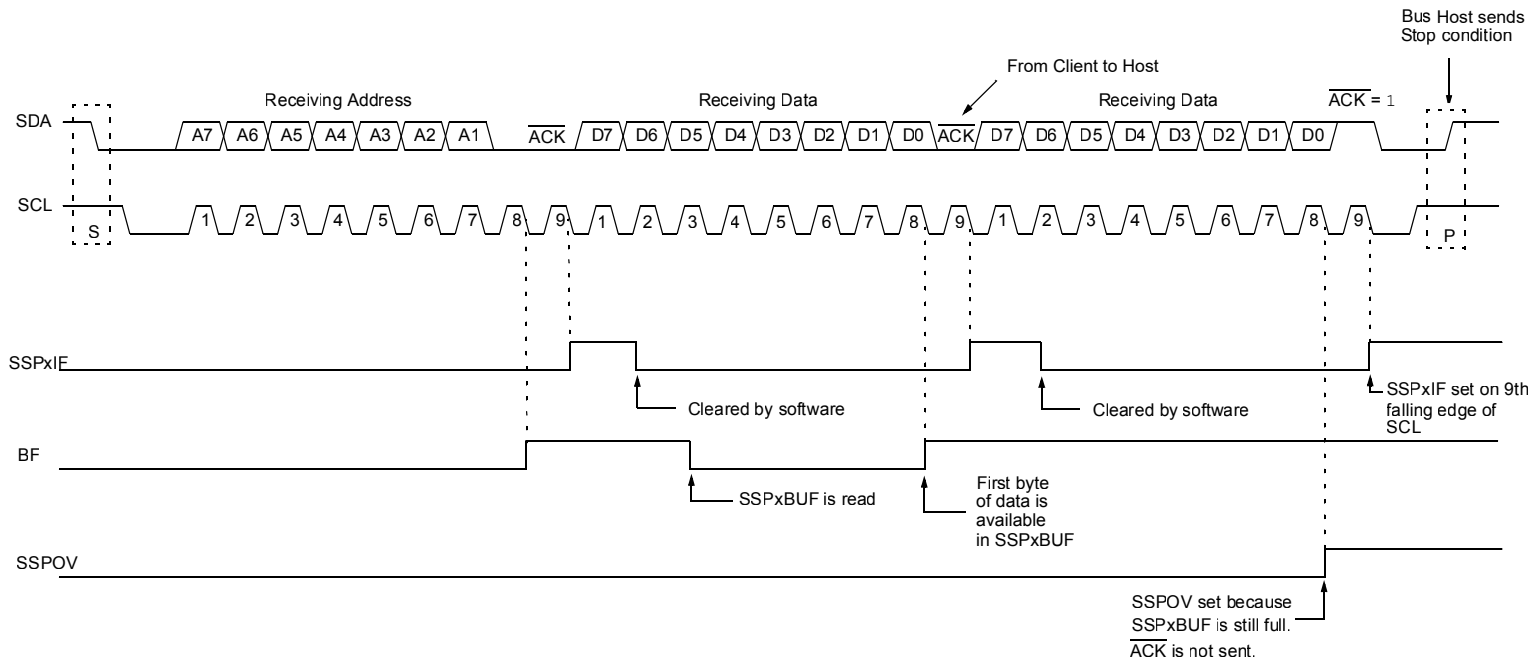 Bus Host sends
Stop condition
From Client to Host
Receiving Address
Receiving Data
Receiving Data
ACK = 1
SDA
A7 A6 A5 A4 A3 A2 A1 ACK D7 D6 D5 D4 D3 D2 D1 D0 ACK D7 D6 D5 D4 D3 D2 D1 D0
SCL
1 2 3 4 5 6 7 8 9 1 2 3 4 5 6 7 8 9 1 2 3 4 5 6 7 8 9
S
P
SSPxIF
Cleared by software
Cleared by software
SSPxIF set on 9th
falling edge of
SCL
BF
SSPxBUF is read
First byte
of data is
available
in SSPxBUF
SSPOV
SSPOV set because
SSPxBUF is still full.
ACK is not sent.